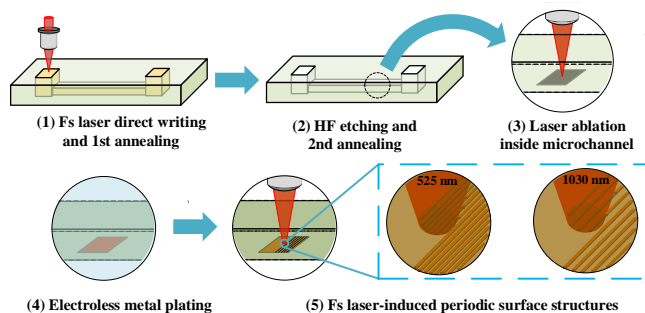 (1) Fs laser direct writing
and 1st annealing
(2) HF etching and
2nd annealing
(3) Laser ablation
inside microchannel
525 nm
1030 nm
(4) Electroless metal plating
(5) Fs laser-induced periodic surface structures